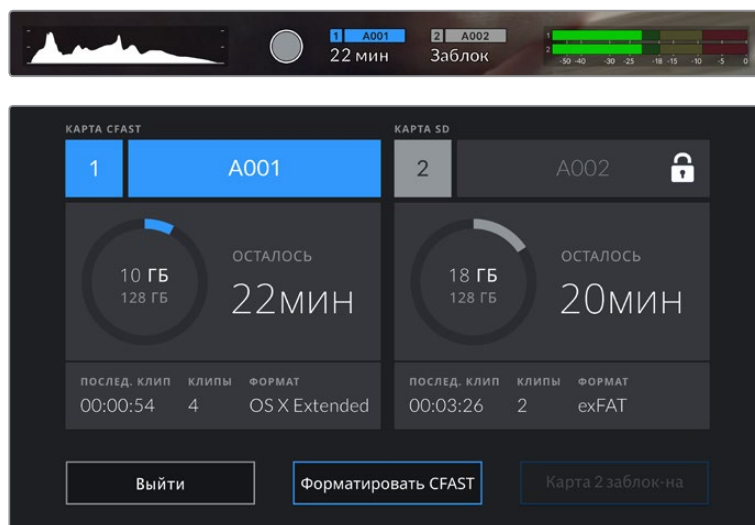 1 A001 2 A002
22 мин Заблок
1
2
-50 -40 -30 -25 -18 -15 -10 -5 0
КАРТА CFAST КАРТА SD
1 A001 2 A002
10 ГБ
128 ГБ
ОСТАЛОСЬ
22мин
18 ГБ
128 ГБ
ОСТАЛОСЬ
20мин
ПОСЛЕД. КЛИП КЛИПЫ ФОРМАТ
00:00:54 4 OS X Extended
ПОСЛЕД. КЛИП КЛИПЫ ФОРМАТ
00:03:26 2 exFAT
Выйти Форматировать CFAST Карта 2 заблок-на